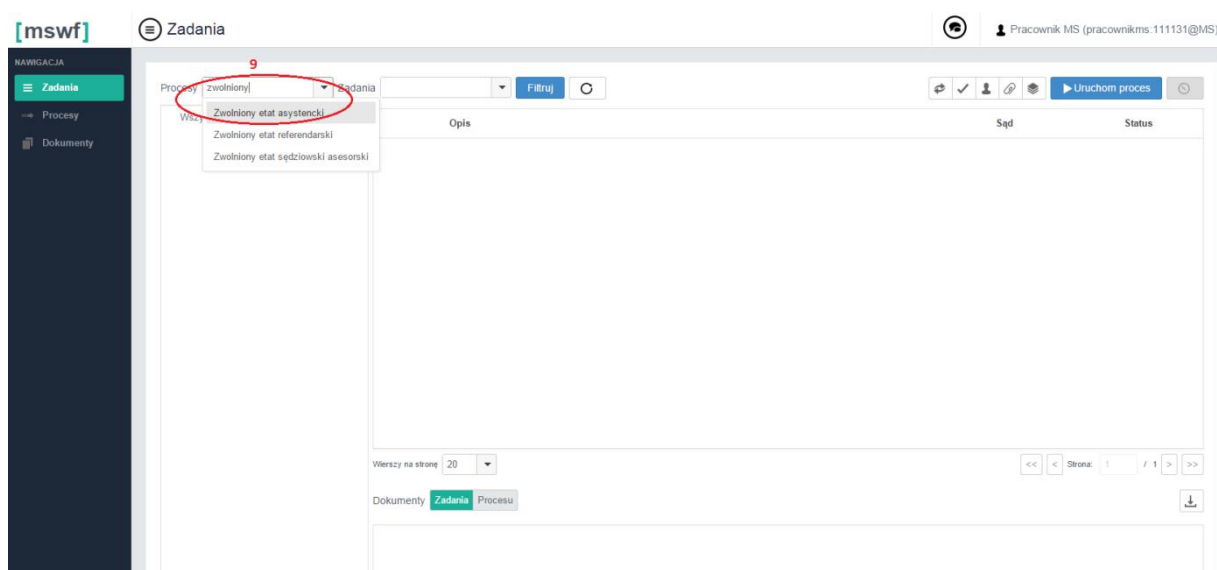 [mswf]
Zadania
Pracownik MS (pracownikms:111131@MS)
NAWIGACJA
Zadania
Procesy
Dokumenty
9
Procesy zwolniony Zadania Filtruj Uruchom proces
Zwolniony etat asystencki
Zwolniony etat referendarski
Zwolniony etat sędziowski asesorski
Opis Sąd Status
Wierszy na stronę 20 << < Strona: 1 / 1 > >>
Dokumenty Zadania Procesu